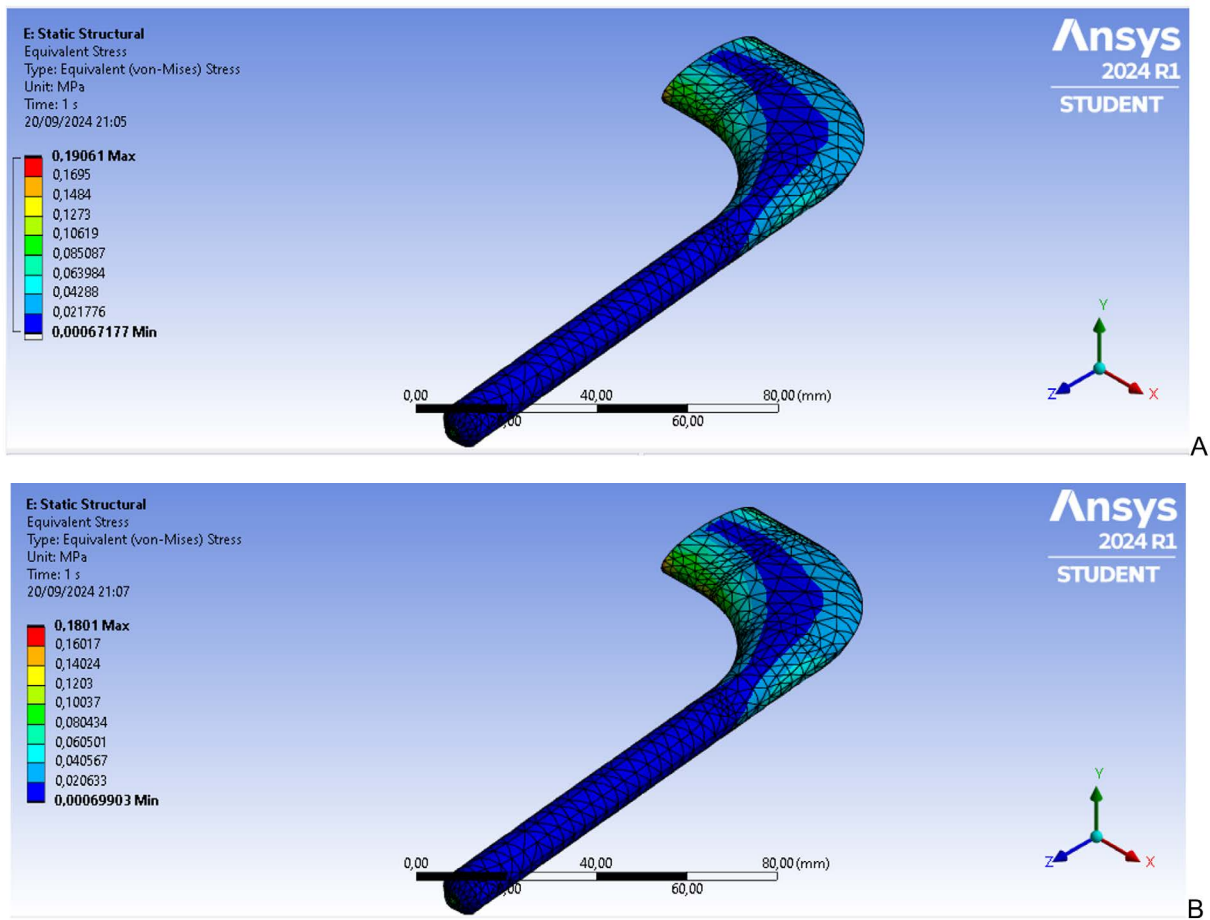 E: Static Structural
Equivalent Stress
Type: Equivalent (von-Mises) Stress
Unit: MPa
Time: 1 s
20/09/2024 21:05
0,19061 Max
0,1695
0,1484
0,1273
0,10619
0,085087
0,063984
0,04288
0,021776
0,00067177 Min
Ansys
2024 R1
STUDENT
0,00 40,00 80,00 (mm)
60,00
Y
Z X
A
E: Static Structural
Equivalent Stress
Type: Equivalent (von-Mises) Stress
Unit: MPa
Time: 1 s
20/09/2024 21:07
0,1801 Max
0,16017
0,14024
0,1203
0,10037
0,080434
0,060501
0,040567
0,020633
0,00069903 Min
Ansys
2024 R1
STUDENT
0,00 40,00 80,00 (mm)
60,00
Y
Z X
B